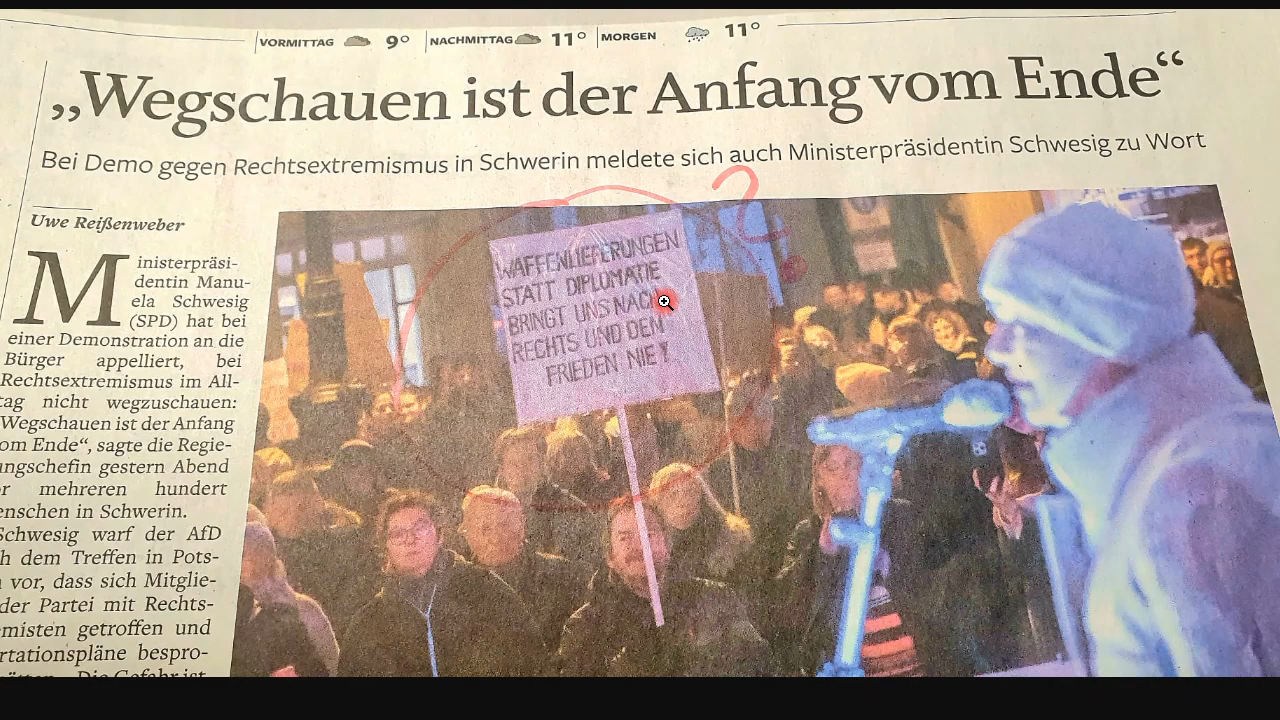 VORMITTAG 9° NACHMITTAG 11° MORGEN 11°
„Wegschauen ist der Anfang vom Ende“
Bei Demo gegen Rechtsextremismus in Schwerin meldete sich auch Ministerpräsidentin Schwesig zu Wort
Uwe Reißenweber
Ministerpräsi-
dentin Manu-
ela Schwesig
(SPD) hat bei
einer Demonstration an die
Bürger appelliert, bei
Rechtsextremismus im All-
tag nicht wegzuschauen:
Wegschauen ist der Anfang
om Ende“, sagte die Regie-
ungschefin gestern Abend
r mehreren hundert
enschen in Schwerin.
Schwesig warf der AfD
h dem Treffen in Pots-
vor, dass sich Mitglie-
der Partei mit Rechts-
emisten getroffen und
rtationspläne bespro-
Die Gefahr ist
WAFFENLIEFERUNGEN
STATT DIPLOMATIE
BRINGT UNS NACH
RECHTS UND DEN
FRIEDEN NIE!
?